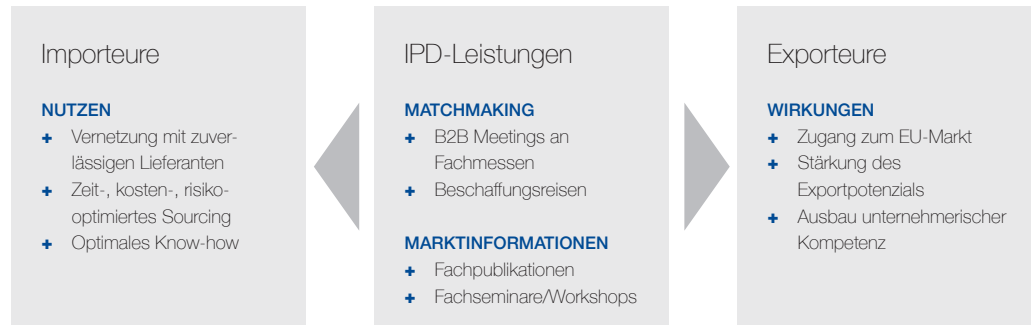 Importeure
NUTZEN
+ Vernetzung mit zuver-
lässigen Lieferanten
+ Zeit-, kosten-, risiko-
optimiertes Sourcing
+ Optimales Know-how
IPD-Leistungen
MATCHMAKING
+ B2B Meetings an
Fachmessen
+ Beschaffungsreisen
MARKTINFORMATIONEN
+ Fachpublikationen
+ Fachseminare/Workshops
Exporteure
WIRKUNGEN
+ Zugang zum EU-Markt
+ Stärkung des
Exportpotenzials
+ Ausbau unternehmerischer
Kompetenz